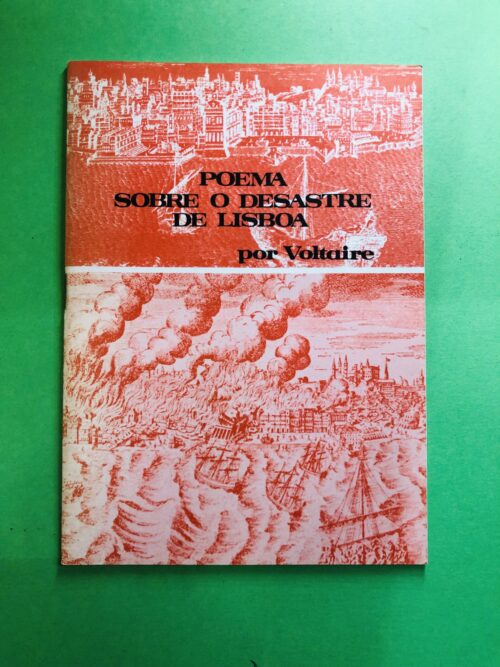 POEMA
SOBRE O DESASTRE
DE LISBOA
por Voltaire